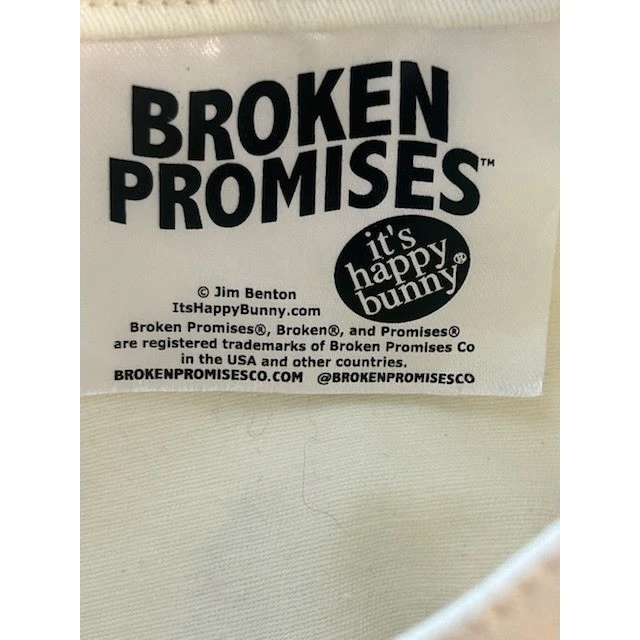 BROKEN
PROMISES™
it's
happy
bunny®
© Jim Benton
ItsHappyBunny.com
Broken Promises®, Broken®, and Promises®
are registered trademarks of Broken Promises Co
in the USA and other countries.
BROKENPROMISESCO.COM @BROKENPROMISESCO